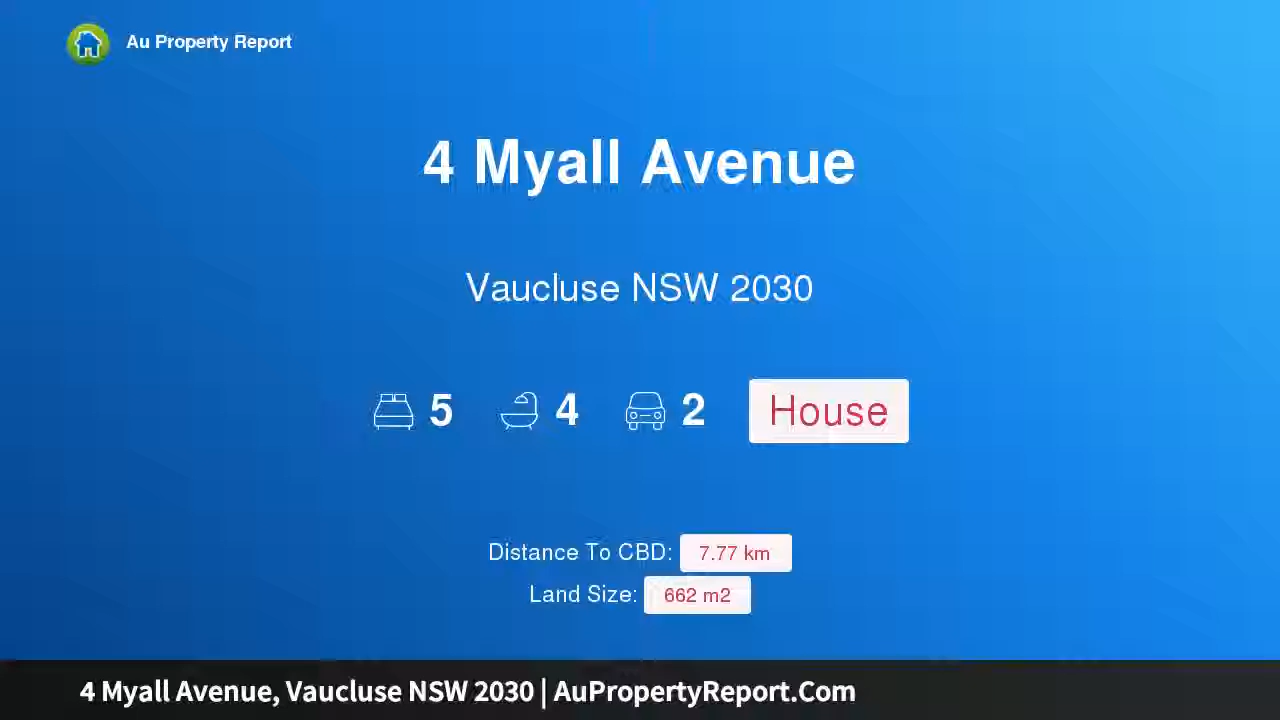 Au Property Report
4 Myall Avenue
Vaucluse NSW 2030
5 4 2 House
Distance To CBD: 7.77 km
Land Size: 662 m2
4 Myall Avenue, Vaucluse NSW 2030 | AuPropertyReport.Com